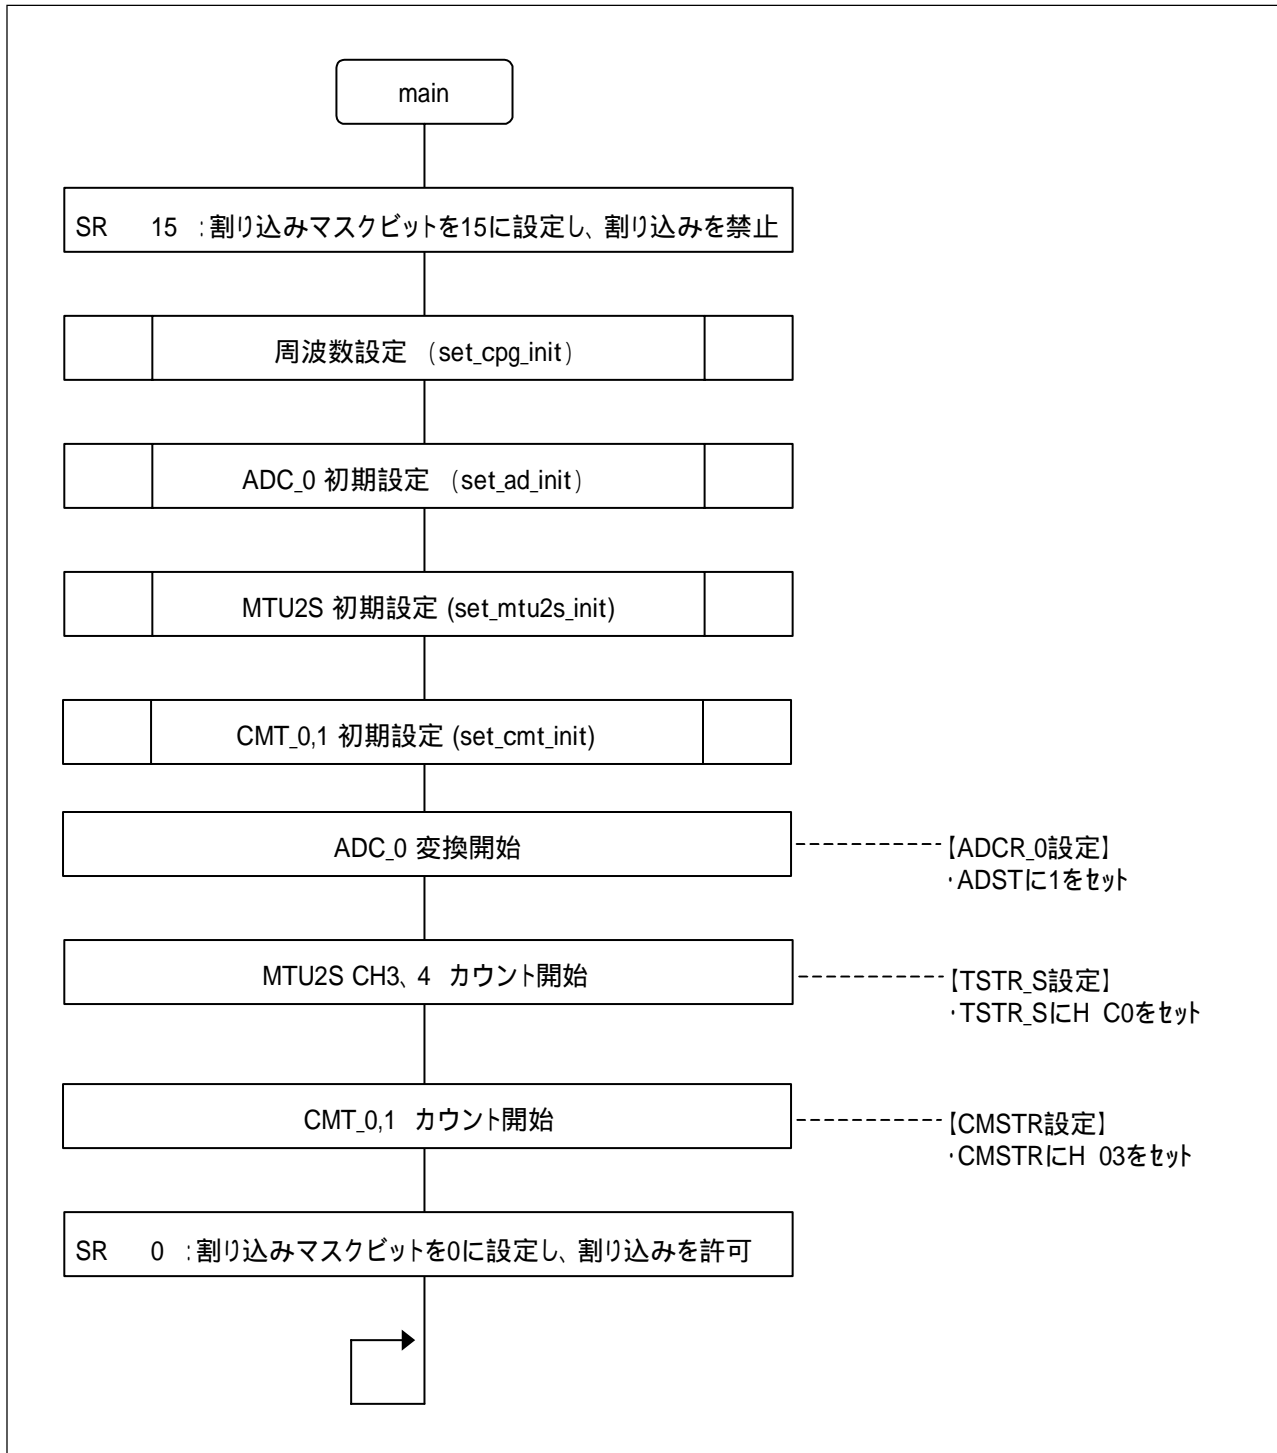 main
SR 15 :割り込みマスクビットを15に設定し、割り込みを禁止
周波数設定 (set_cpg_init)
ADC_0 初期設定 (set_ad_init)
MTU2S 初期設定 (set_mtu2s_init)
CMT_0,1 初期設定 (set_cmt_init)
ADC_0 変換開始
【ADCR_0設定】
・ADSTに1をセット
MTU2S CH3、4 カウント開始
【TSTR_S設定】
・TSTR_SにH C0をセット
CMT_0,1 カウント開始
【CMSTR設定】
・CMSTRにH 03をセット
SR 0 :割り込みマスクビットを0に設定し、割り込みを許可